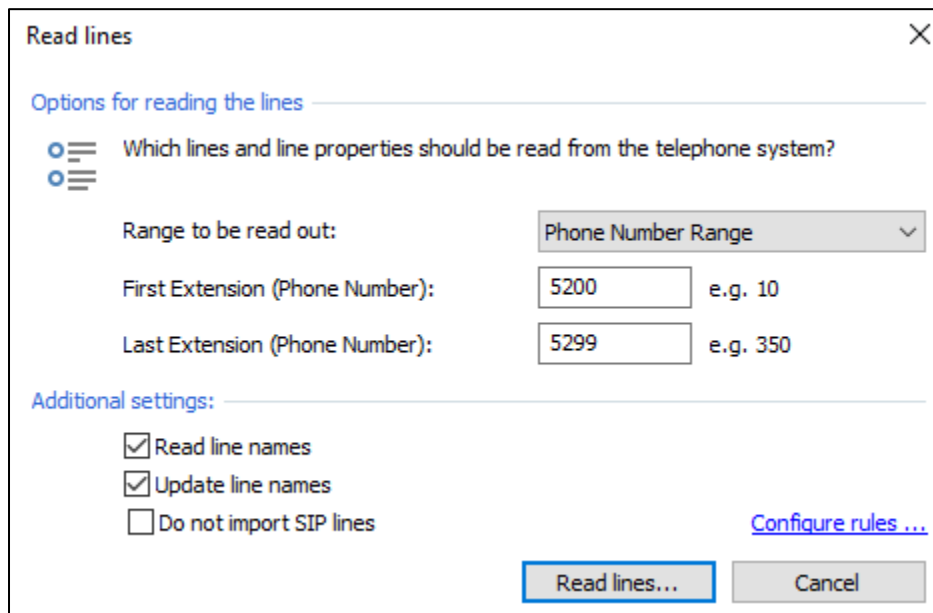 Read lines
Options for reading the lines
Which lines and line properties should be read from the telephone system?
Range to be read out: Phone Number Range
First Extension (Phone Number): 5200 e.g. 10
Last Extension (Phone Number): 5299 e.g. 350
Additional settings:
Read line names
Update line names
Do not import SIP lines Configure rules ...
Read lines... Cancel